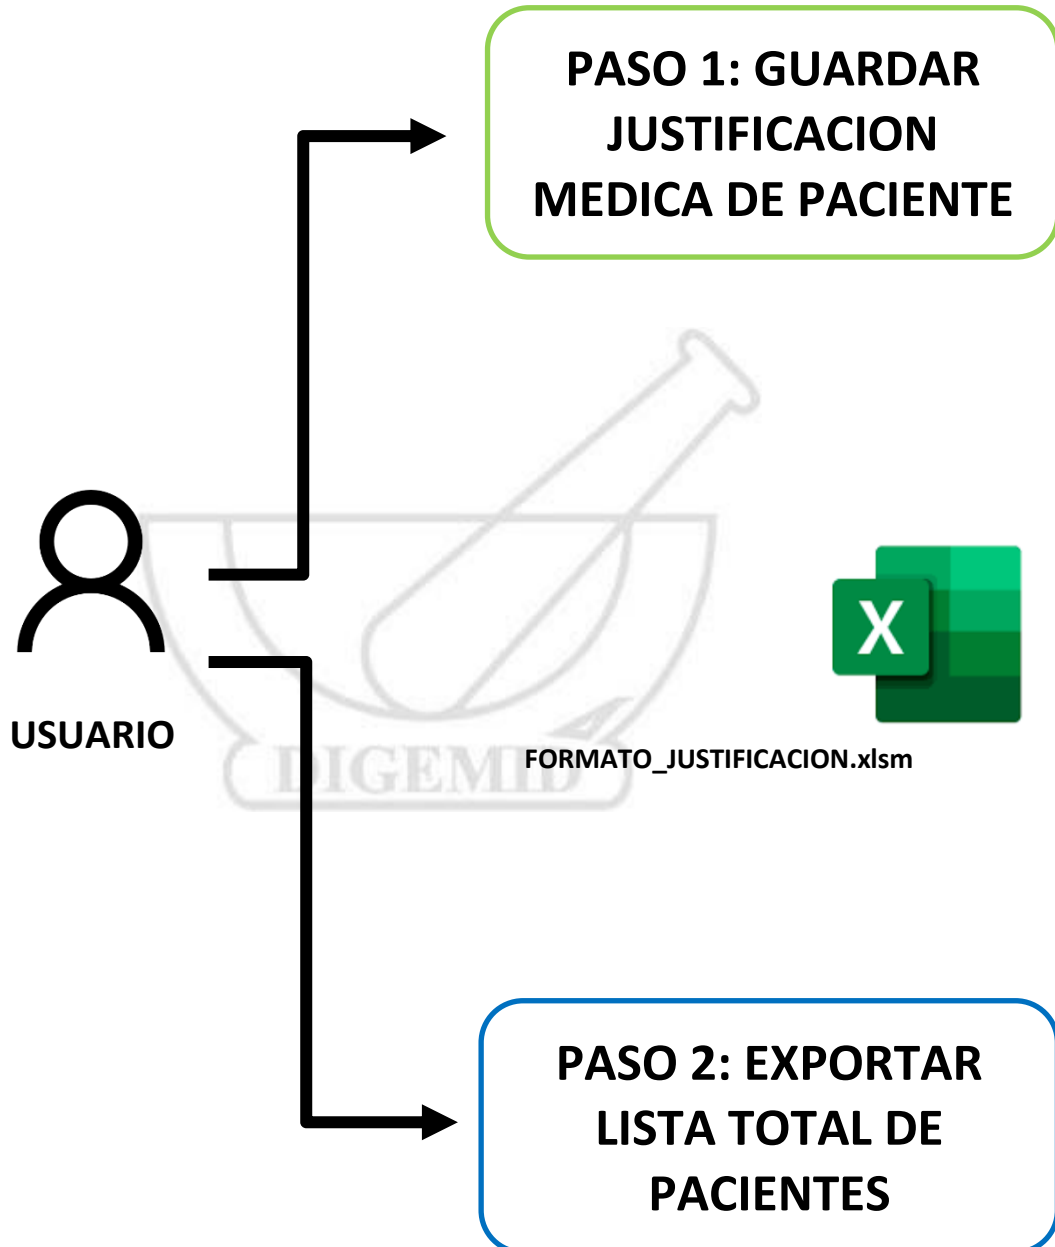 PASO 1: GUARDAR
JUSTIFICACION
MEDICA DE PACIENTE
X
USUARIO
FORMATO_JUSTIFICACION.xlsm
DIGEMID
PASO 2: EXPORTAR
LISTA TOTAL DE
PACIENTES